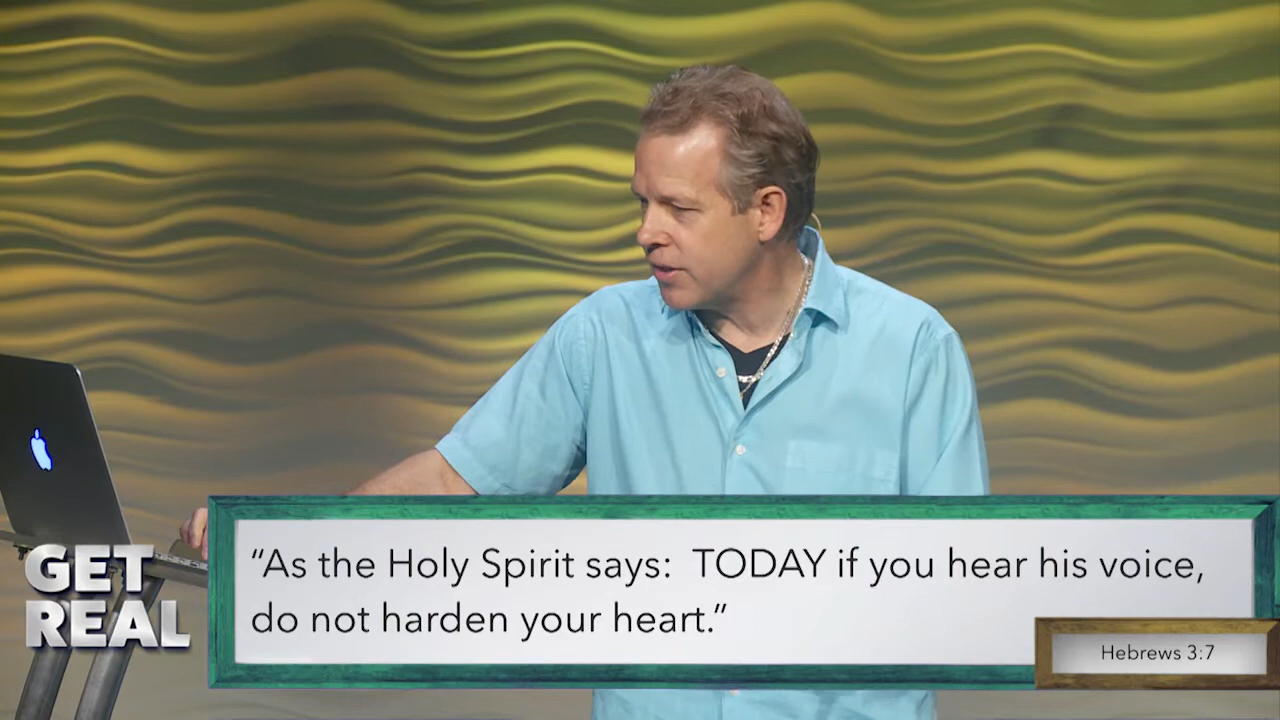 GET
REAL
“As the Holy Spirit says:  TODAY if you hear his voice,
do not harden your heart.”
Hebrews 3:7